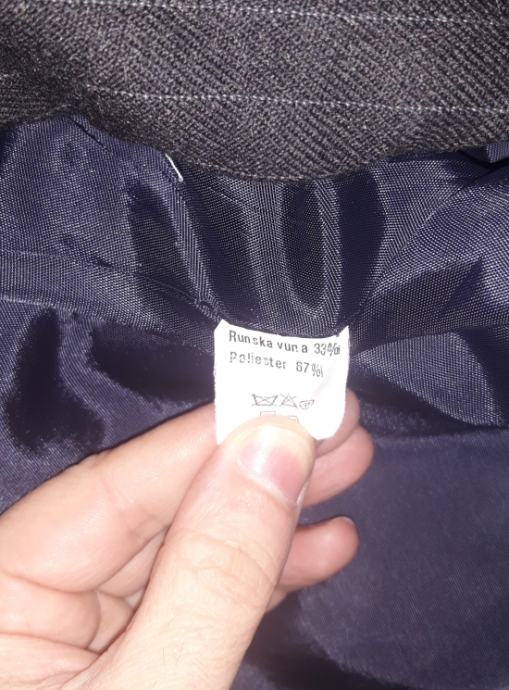 Runska vuna 33%
Poliester 67%